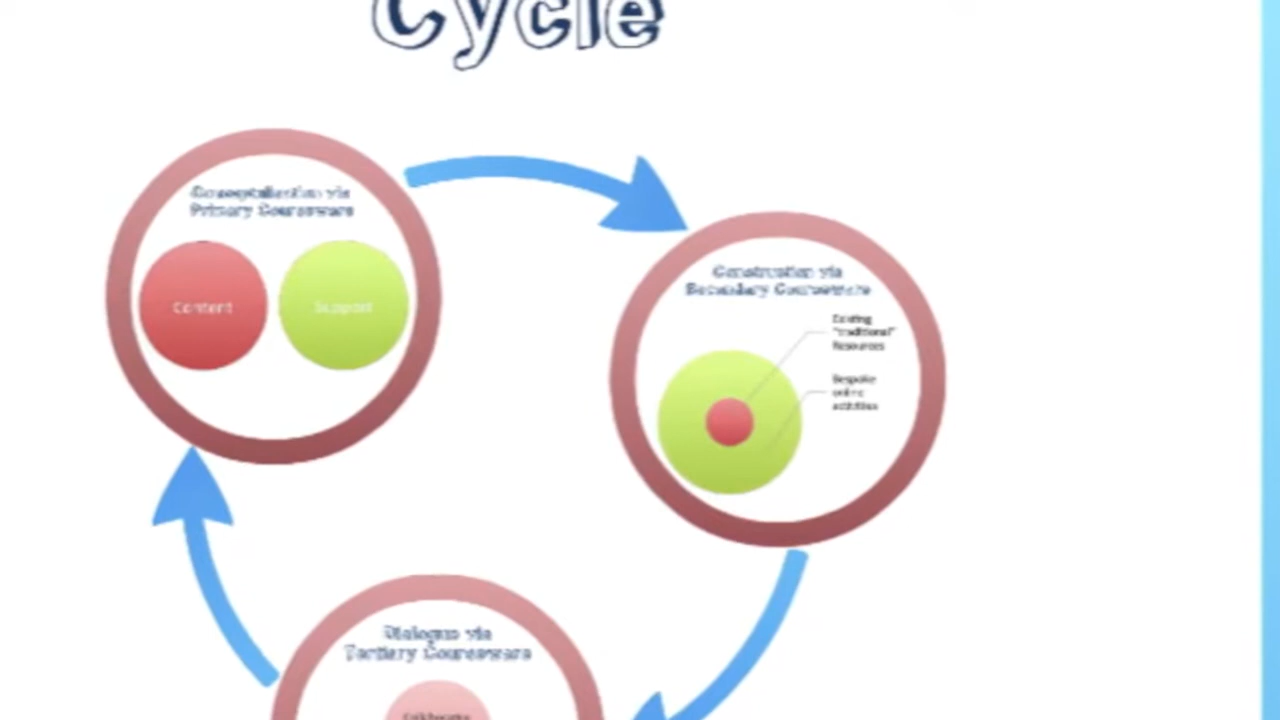 Cycle
Conceptualisation via
Primary Courseware
Content
Support
Construction via
Secondary Courseware
Existing
"traditional"
Resources
Bespoke
online
activities
Dialogue via
Tertiary Courseware